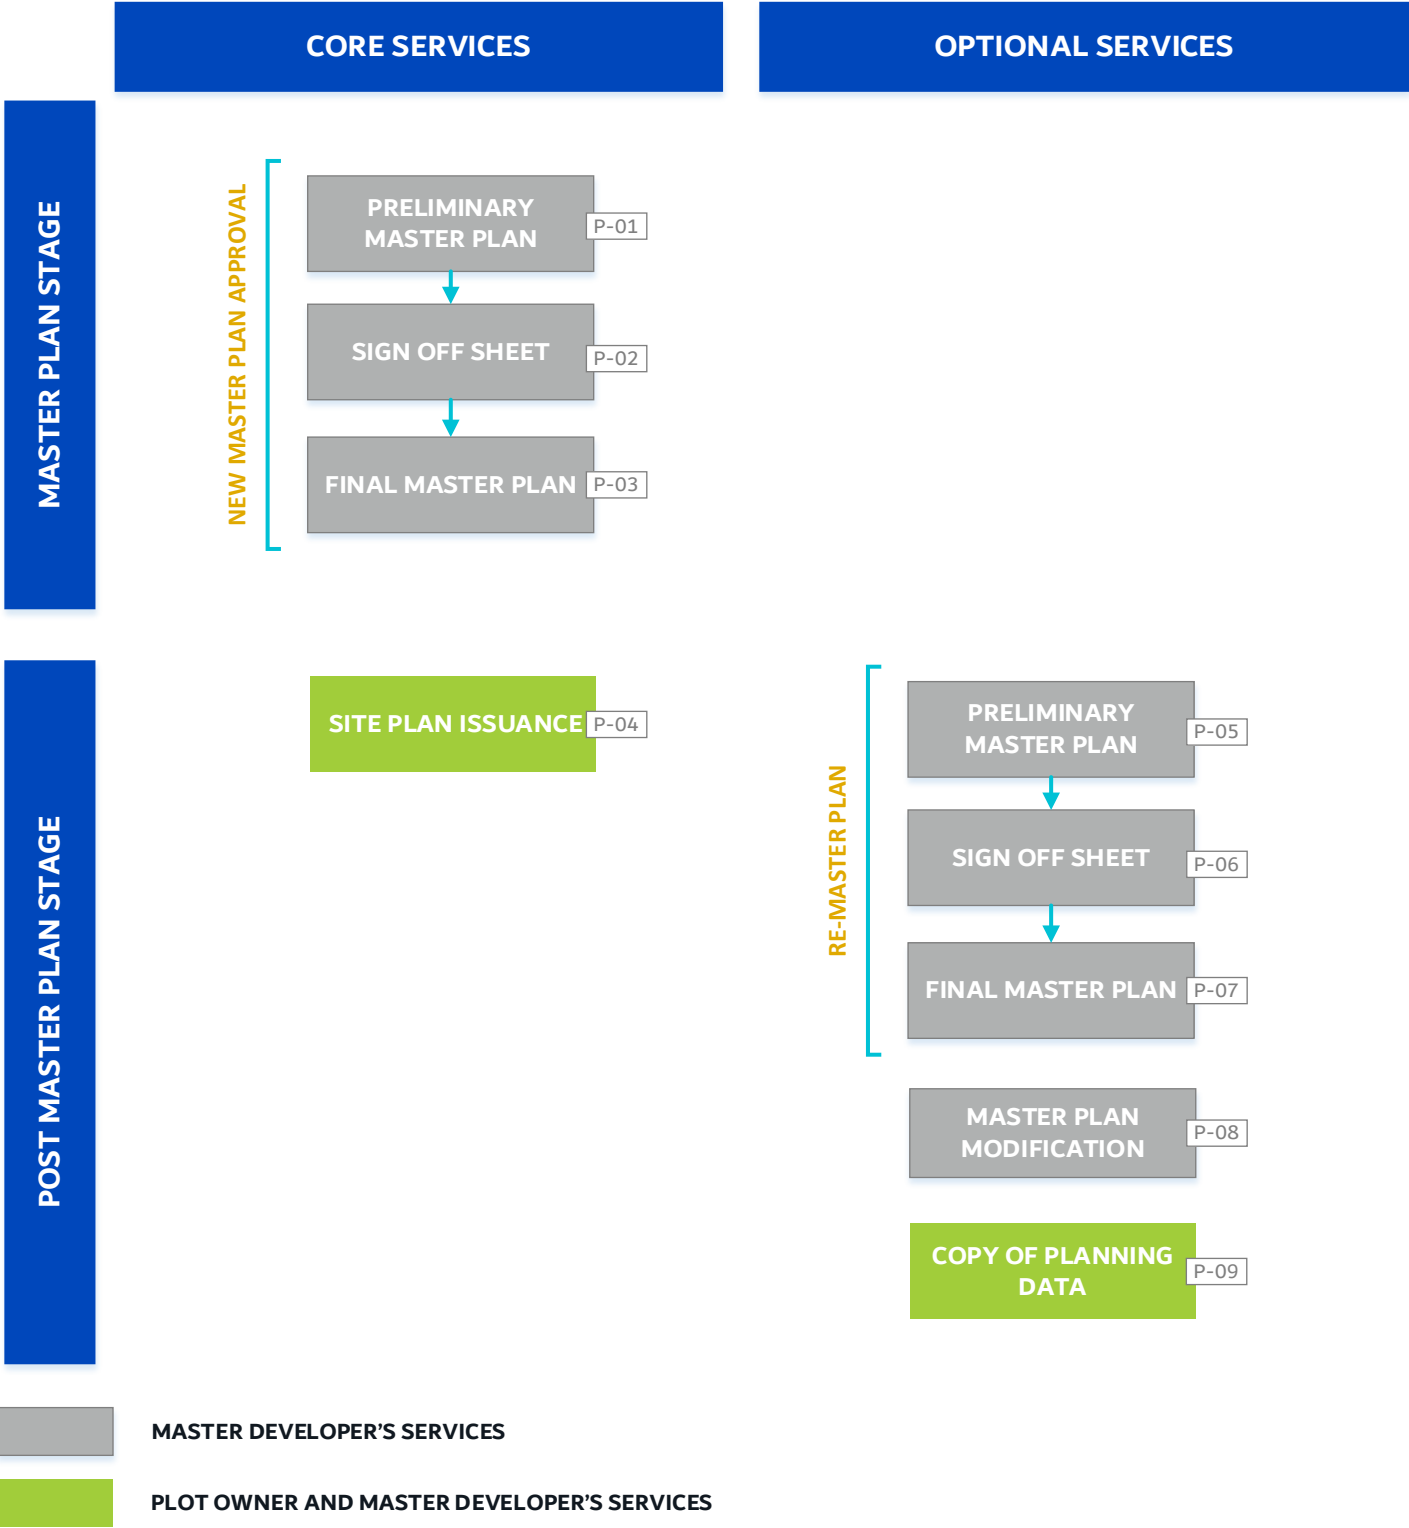 CORE SERVICES
OPTIONAL SERVICES
MASTER PLAN STAGE
NEW MASTER PLAN APPROVAL
PRELIMINARY
MASTER PLAN
P-01
SIGN OFF SHEET
P-02
FINAL MASTER PLAN
P-03
POST MASTER PLAN STAGE
SITE PLAN ISSUANCE
P-04
RE-MASTER PLAN
PRELIMINARY
MASTER PLAN
P-05
SIGN OFF SHEET
P-06
FINAL MASTER PLAN
P-07
MASTER PLAN
MODIFICATION
P-08
COPY OF PLANNING
DATA
P-09
MASTER DEVELOPER’S SERVICES
PLOT OWNER AND MASTER DEVELOPER’S SERVICES